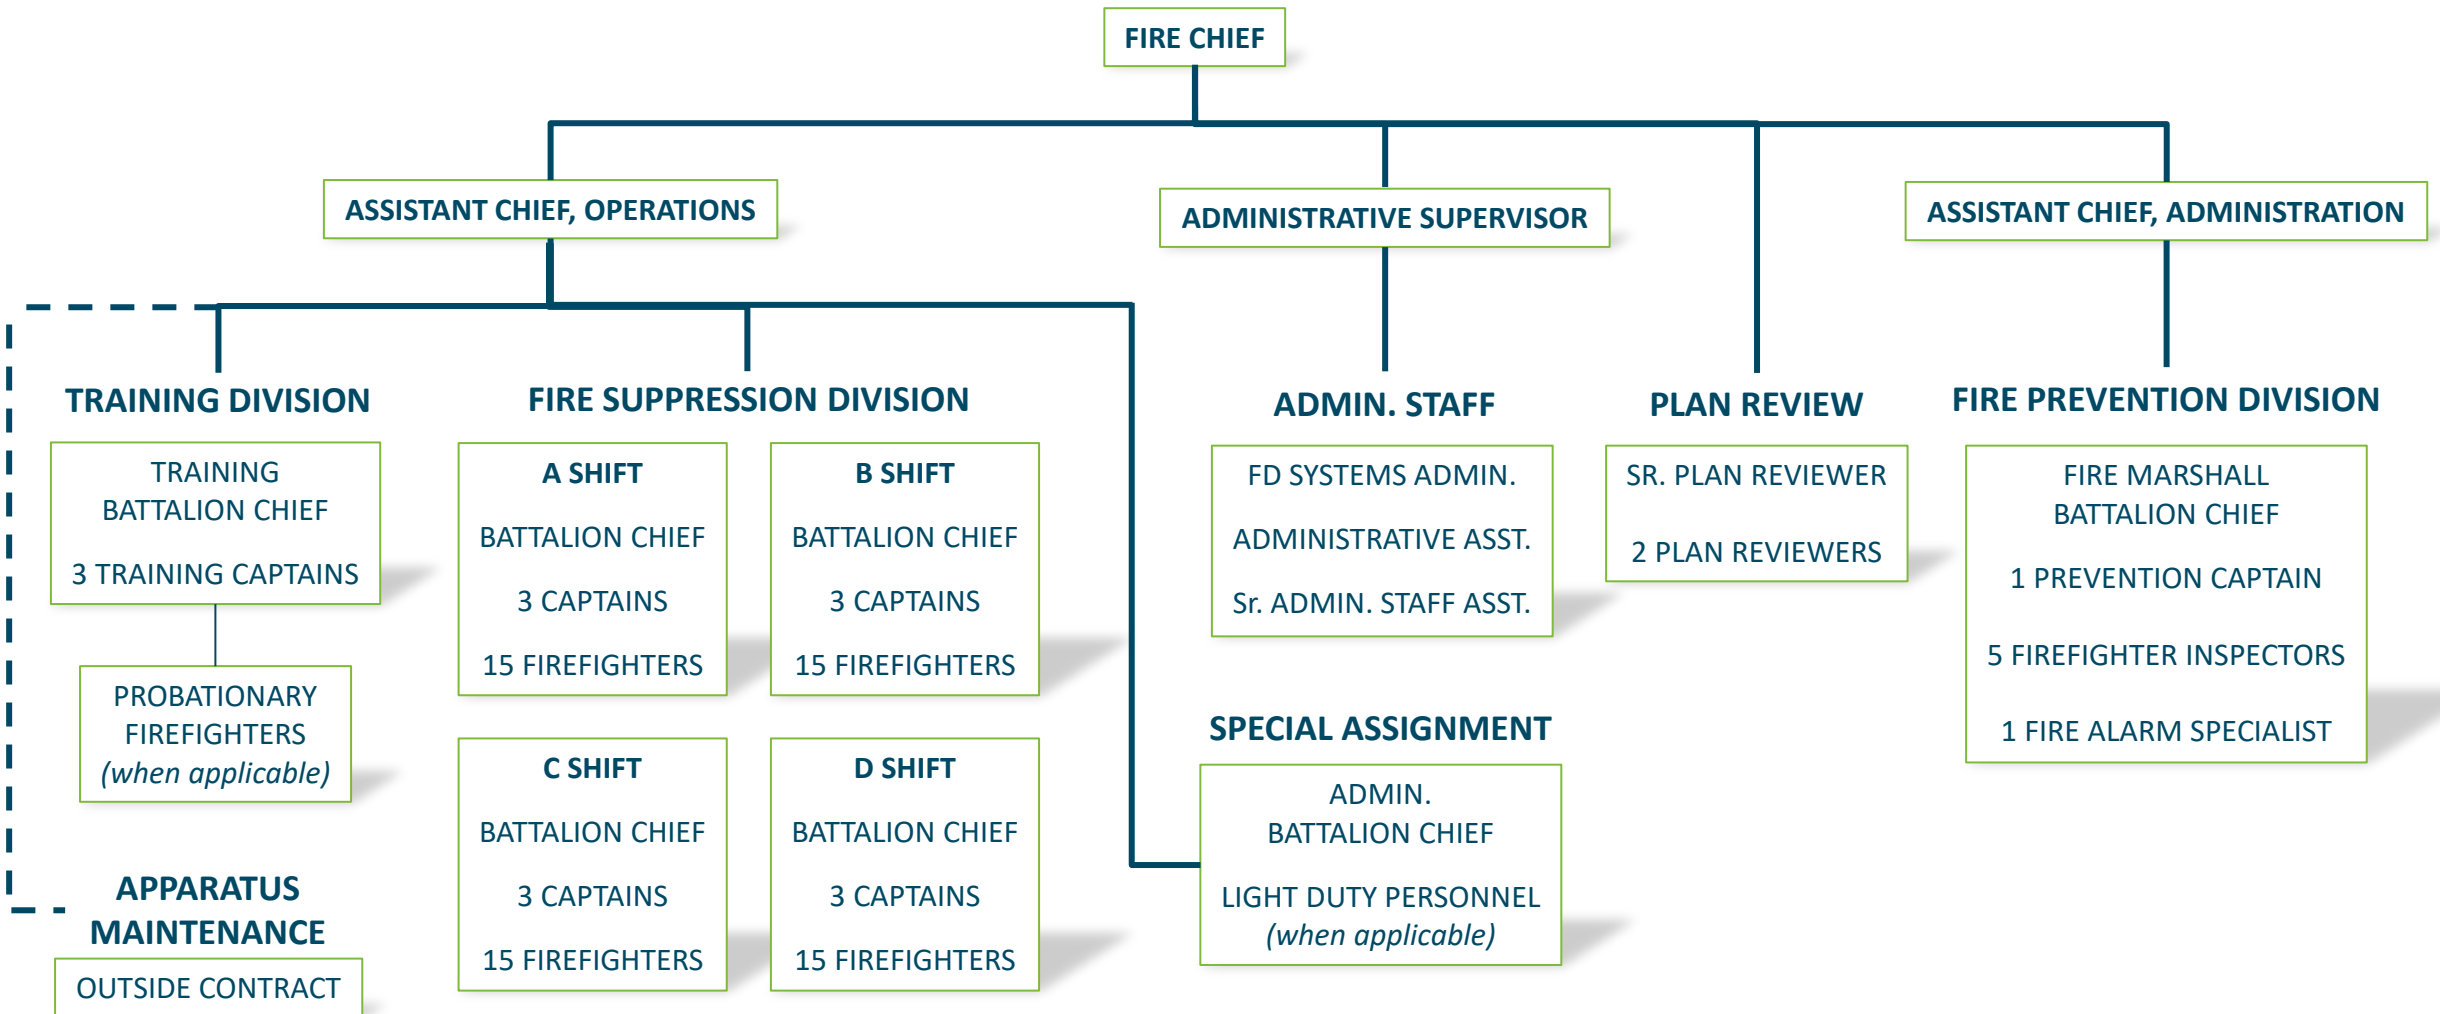 FIRE CHIEF
ASSISTANT CHIEF, OPERATIONS
ADMINISTRATIVE SUPERVISOR
ASSISTANT CHIEF, ADMINISTRATION
TRAINING DIVISION
TRAINING
BATTALION CHIEF
3 TRAINING CAPTAINS
PROBATIONARY
FIREFIGHTERS
(when applicable)
APPARATUS
MAINTENANCE
OUTSIDE CONTRACT
FIRE SUPPRESSION DIVISION
A SHIFT
BATTALION CHIEF
3 CAPTAINS
15 FIREFIGHTERS
B SHIFT
BATTALION CHIEF
3 CAPTAINS
15 FIREFIGHTERS
C SHIFT
BATTALION CHIEF
3 CAPTAINS
15 FIREFIGHTERS
D SHIFT
BATTALION CHIEF
3 CAPTAINS
15 FIREFIGHTERS
ADMIN. STAFF
FD SYSTEMS ADMIN.
ADMINISTRATIVE ASST.
Sr. ADMIN. STAFF ASST.
SPECIAL ASSIGNMENT
ADMIN.
BATTALION CHIEF
LIGHT DUTY PERSONNEL
(when applicable)
PLAN REVIEW
SR. PLAN REVIEWER
2 PLAN REVIEWERS
FIRE PREVENTION DIVISION
FIRE MARSHALL
BATTALION CHIEF
1 PREVENTION CAPTAIN
5 FIREFIGHTER INSPECTORS
1 FIRE ALARM SPECIALIST